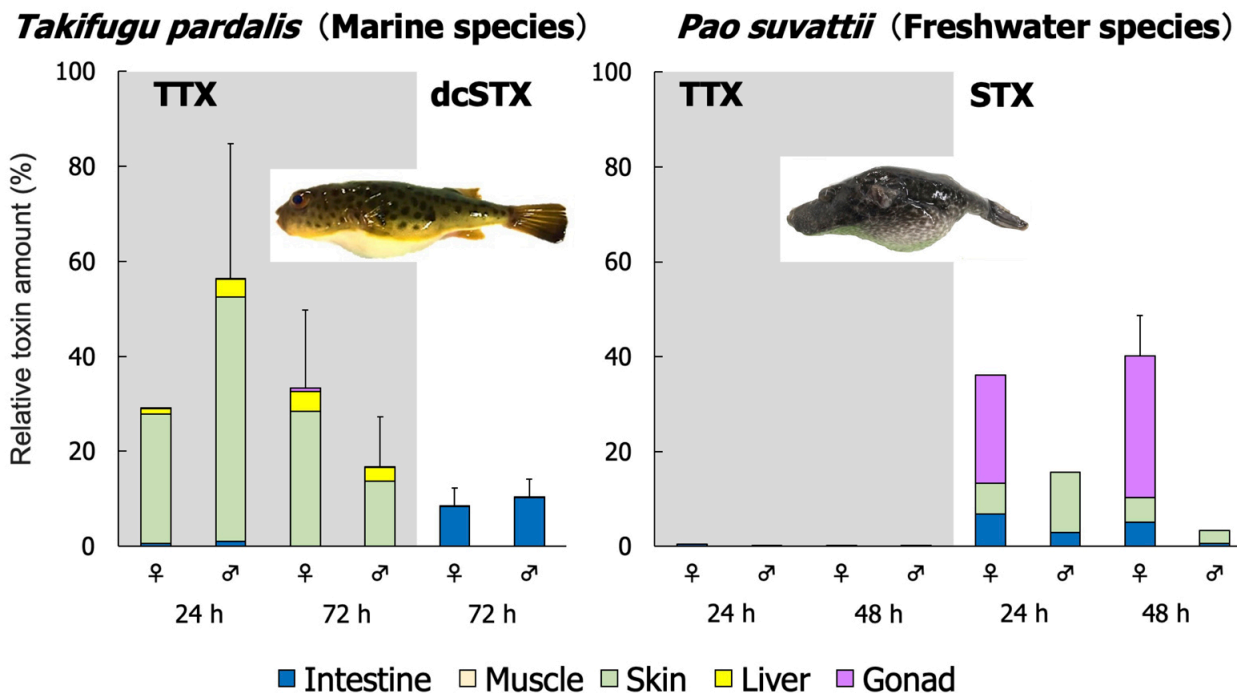 Takifugu pardalis（Marine species）
Pao suvattii（Freshwater species）
Relative toxin amount (%)
100
80
60
40
20
0
TTX
dcSTX
♀ ♂ ♀ ♂ ♀ ♂
24 h 72 h 72 h
100
80
60
40
20
0
TTX
STX
♀ ♂ ♀ ♂ ♀ ♂ ♀ ♂
24 h 48 h 24 h 48 h
Intestine Muscle Skin Liver Gonad